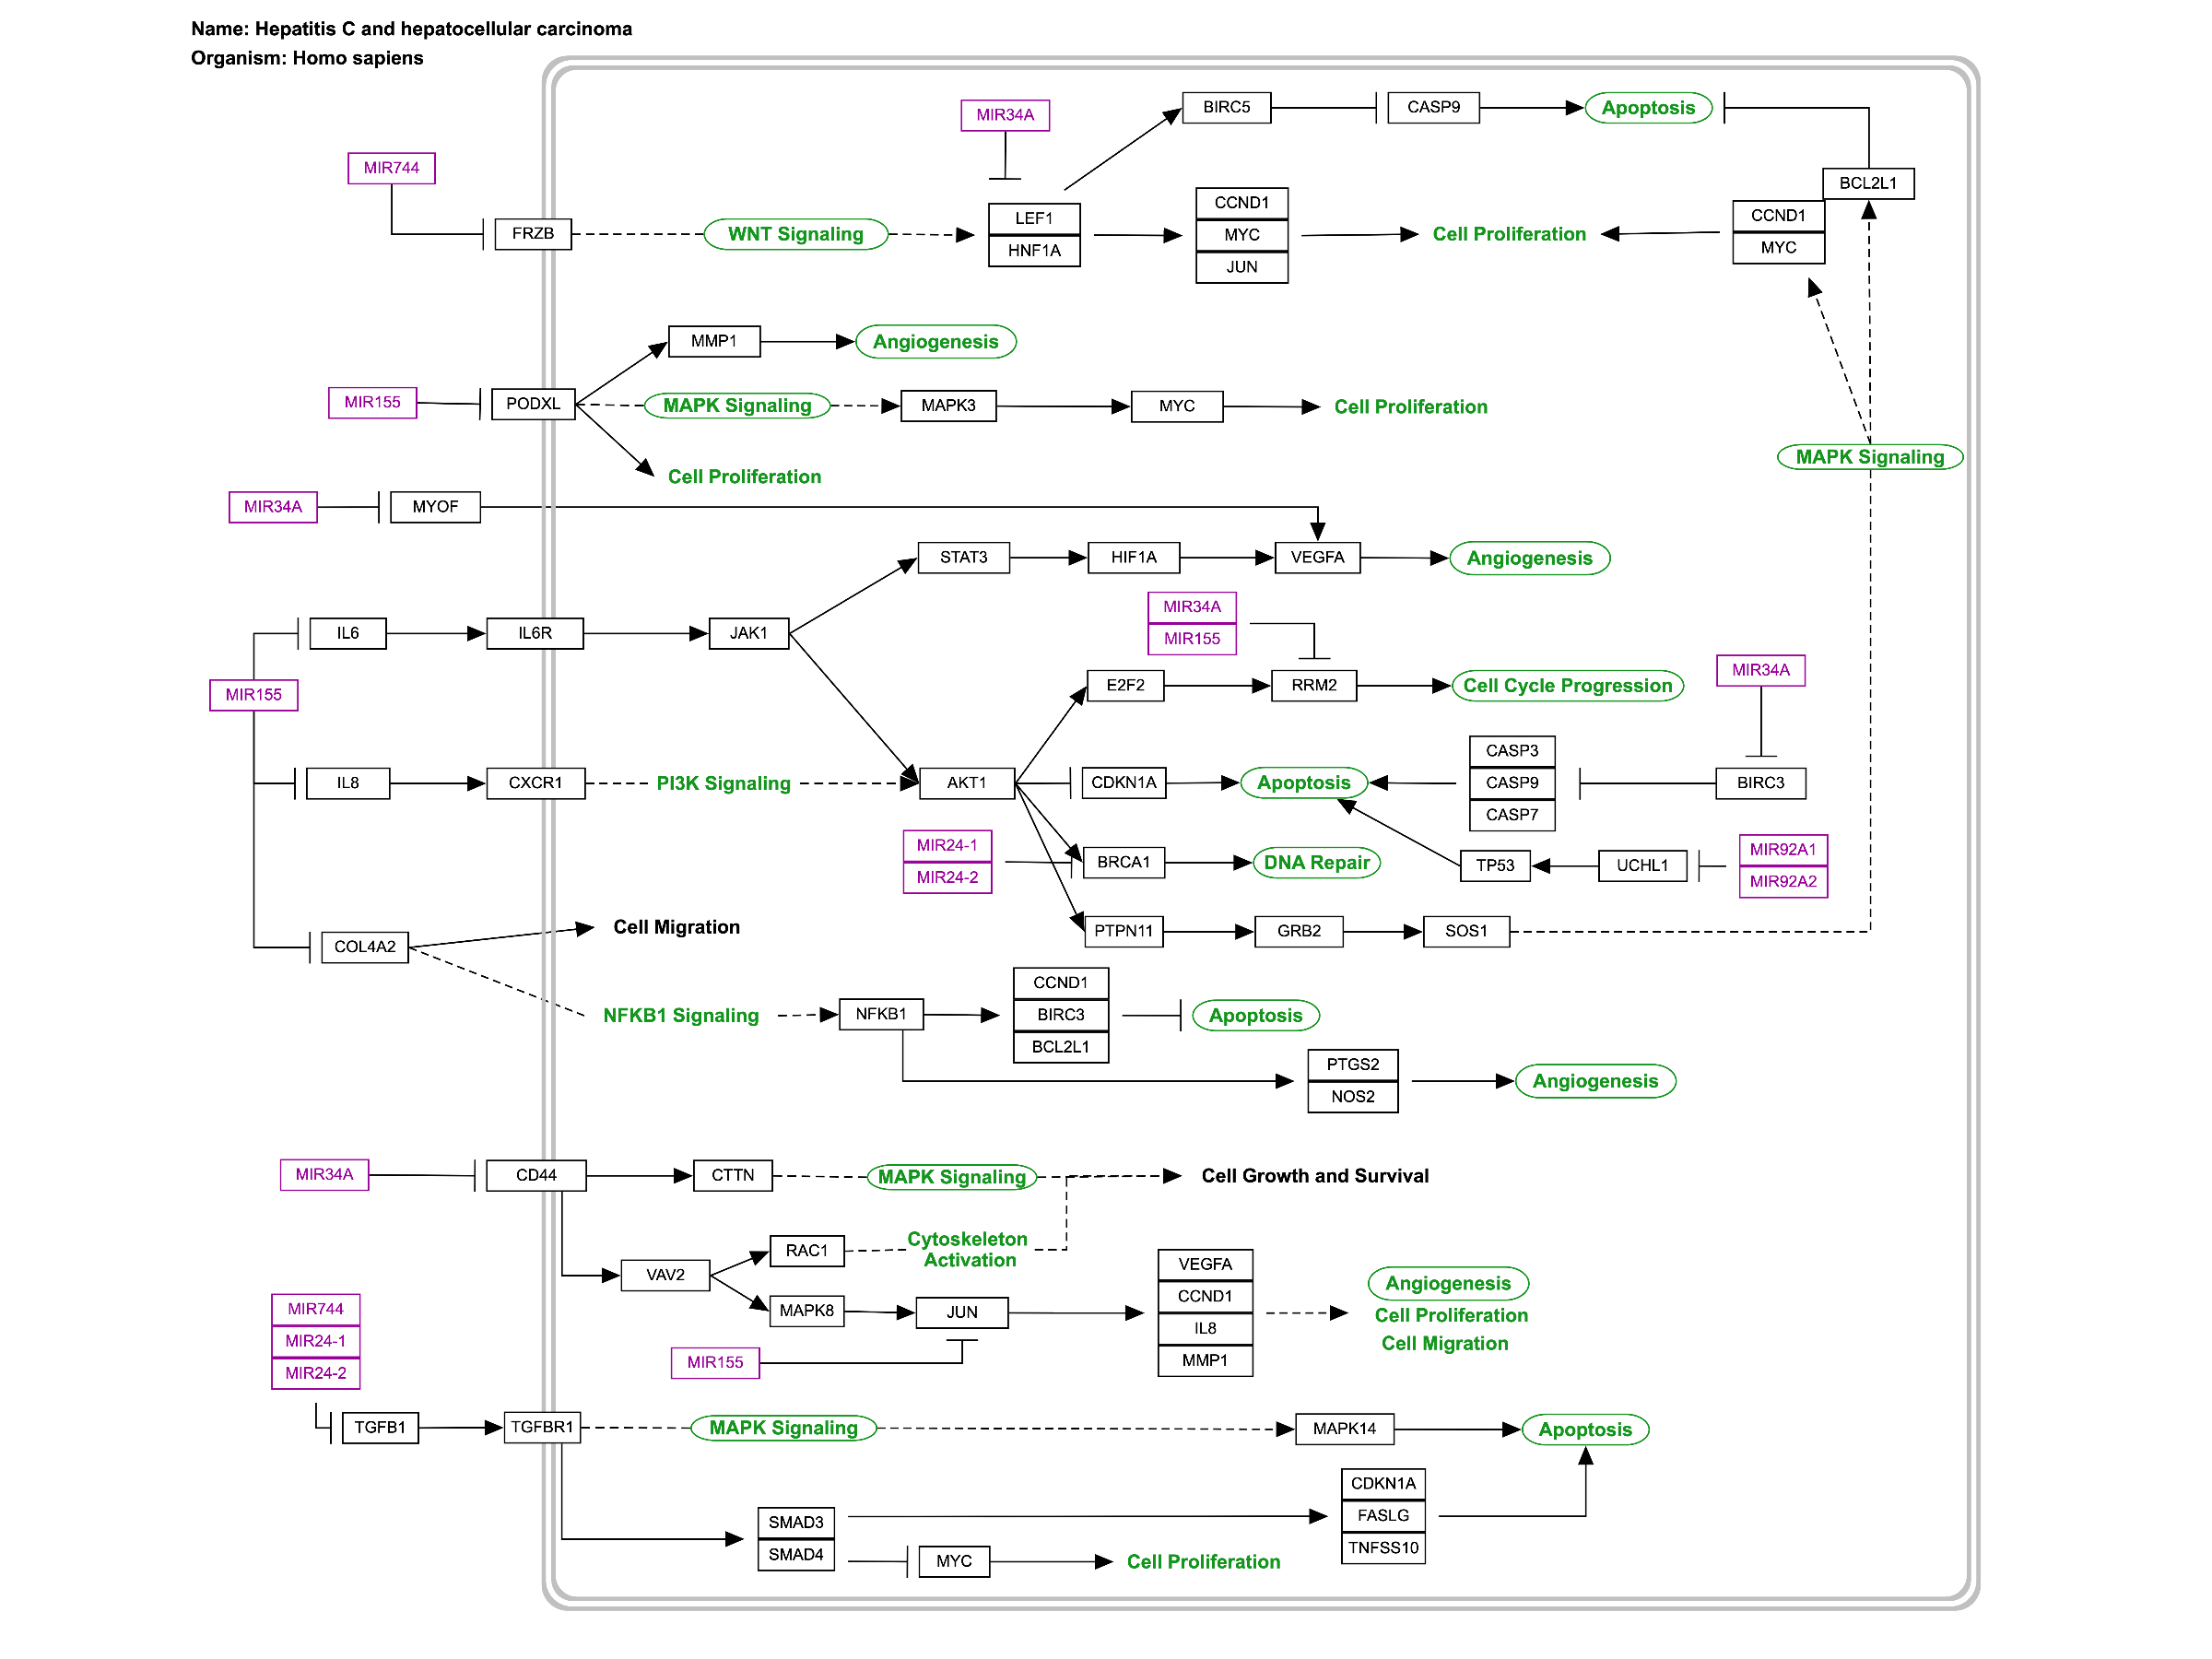 Name: Hepatitis C and hepatocellular carcinoma
Organism: Homo sapiens
MIR34A
BIRC5
CASP9
Apoptosis
MIR744
BCL2L1
FRZB
WNT Signaling
LEF1
HNF1A
CCND1
MYC
JUN
Cell Proliferation
CCND1
MYC
MMP1
Angiogenesis
MIR155
PODXL
MAPK Signaling
MAPK3
MYC
Cell Proliferation
Cell Proliferation
MAPK Signaling
MIR34A
MYOF
STAT3
HIF1A
VEGFA
Angiogenesis
MIR34A
MIR155
IL6
IL6R
JAK1
MIR155
E2F2
RRM2
Cell Cycle Progression
MIR34A
IL8
CXCR1
PI3K Signaling
AKT1
CDKN1A
Apoptosis
CASP3
CASP9
CASP7
BIRC3
MIR24-1
MIR24-2
BRCA1
DNA Repair
TP53
UCHL1
MIR92A1
MIR92A2
COL4A2
Cell Migration
PTPN11
GRB2
SOS1
NFKB1 Signaling
NFKB1
CCND1
BIRC3
BCL2L1
Apoptosis
PTGS2
NOS2
Angiogenesis
MIR34A
CD44
CTTN
MAPK Signaling
Cell Growth and Survival
RAC1
Cytoskeleton
Activation
VAV2
MAPK8
JUN
VEGFA
CCND1
IL8
MMP1
Angiogenesis
Cell Proliferation
Cell Migration
MIR744
MIR24-1
MIR24-2
MIR155
TGFB1
TGFBR1
MAPK Signaling
MAPK14
Apoptosis
CDKN1A
FASLG
TNFSS10
SMAD3
SMAD4
MYC
Cell Proliferation